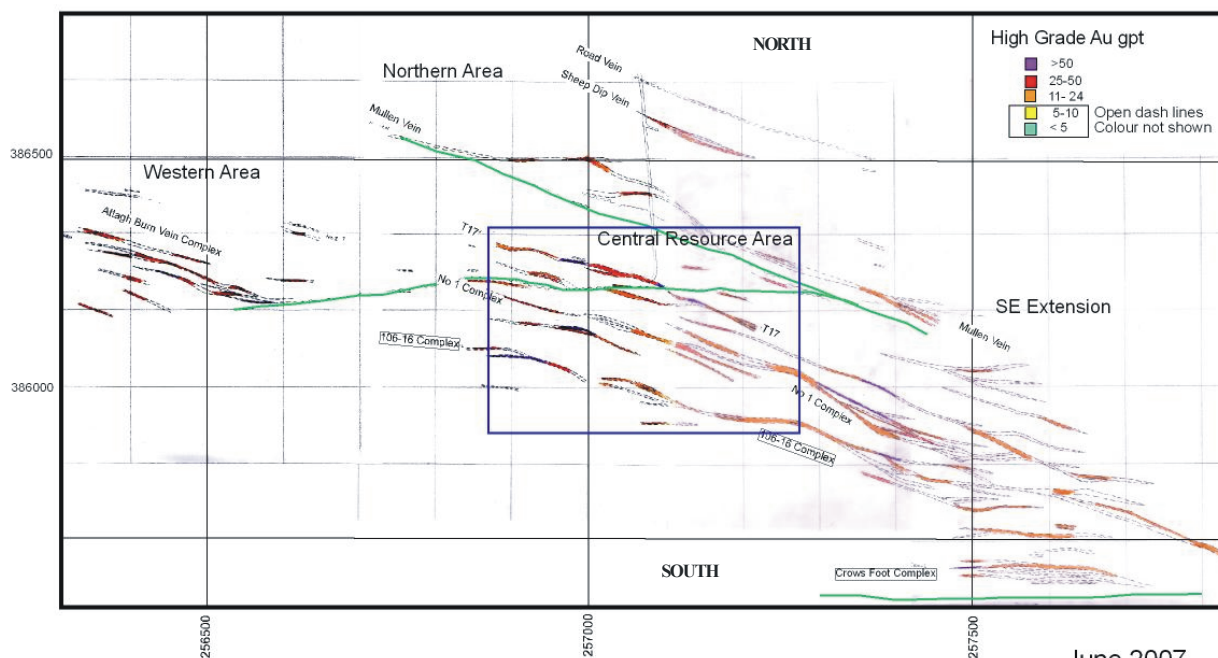 NORTH
High Grade Au gpt
>50
25-50
11- 24
5-10 Open dash lines
< 5 Colour not shown
Road Vein
Northern Area
Sheep Dip Vein
Mullen Vein
386500
Western Area
Attagh Burn Vein Complex
T17
Central Resource Area
No 1 Complex
SE Extension
T17
Mullen Vein
106-16 Complex
386000
No 1 Complex
106-16 Complex
SOUTH
Crows Foot Complex
256500
257000
257500
June 2007